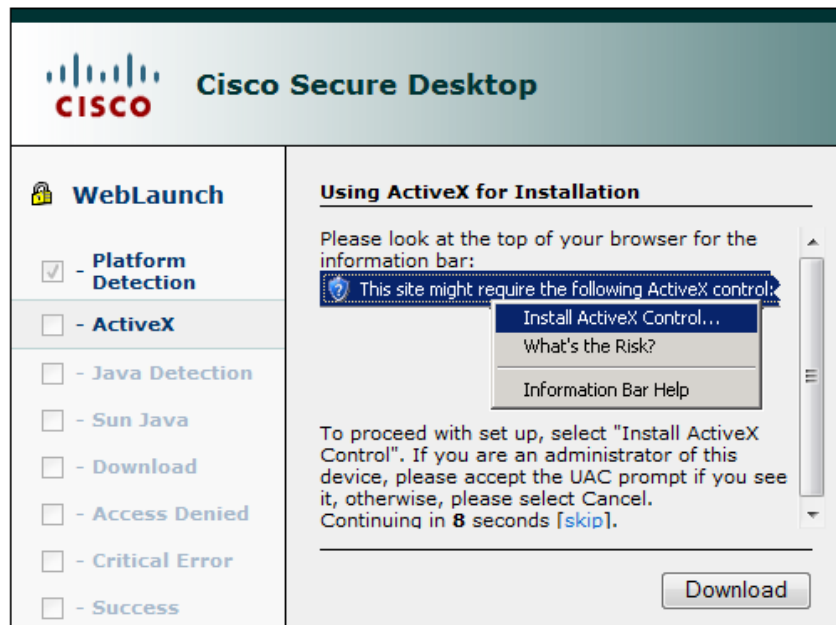 CISCO
Cisco Secure Desktop
WebLaunch
- Platform
Detection
- ActiveX
- Java Detection
- Sun Java
- Download
- Access Denied
- Critical Error
- Success
Using ActiveX for Installation
Please look at the top of your browser for the
information bar:
This site might require the following ActiveX control:
Install ActiveX Control...
What's the Risk?
Information Bar Help
To proceed with set up, select "Install ActiveX
Control". If you are an administrator of this
device, please accept the UAC prompt if you see
it, otherwise, please select Cancel.
Continuing in 8 seconds [skip].
Download